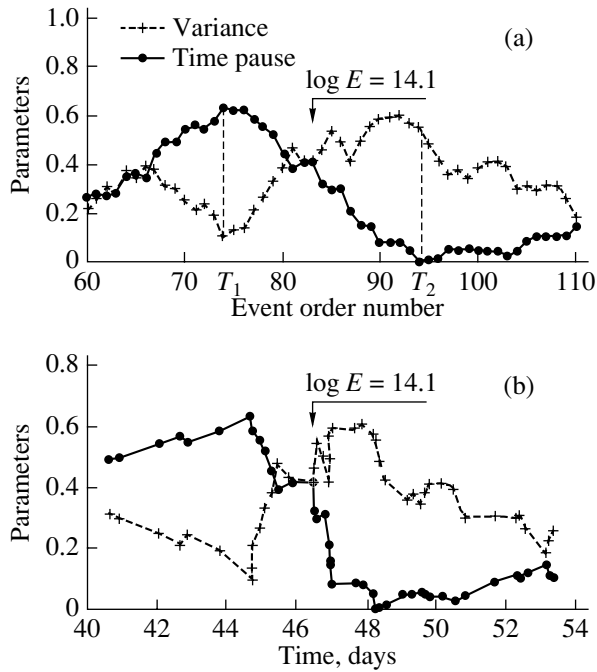 Variance
Time pause
(a)
log E = 14.1
Parameters
1.0
0.8
0.6
0.4
0.2
0
60 70 T1 80 90 T2 100 110
Event order number
(b)
log E = 14.1
Parameters
0.8
0.6
0.4
0.2
0
40 42 44 46 48 50 52 54
Time, days